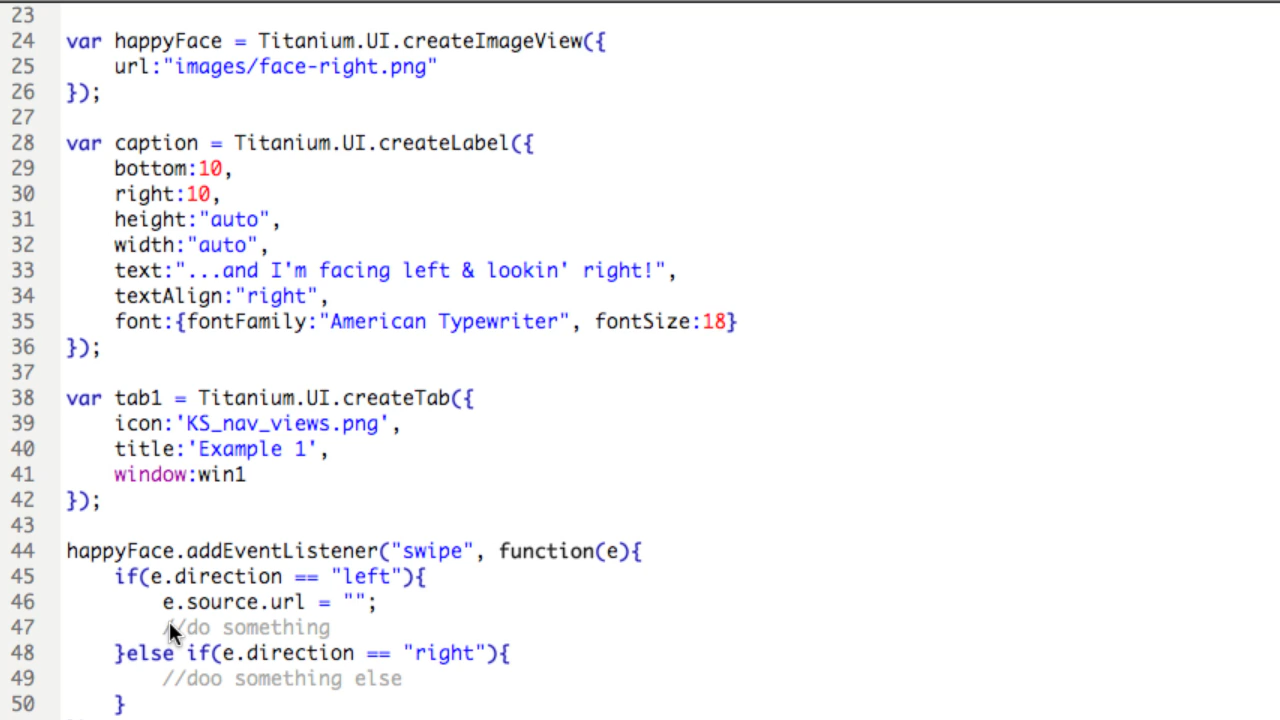 23
24 var happyFace = Titanium.UI.createImageView({
25     url:"images/face-right.png"
26 });
27
28 var caption = Titanium.UI.createLabel({
29     bottom:10,
30     right:10,
31     height:"auto",
32     width:"auto",
33     text:"...and I'm facing left & lookin' right!",
34     textAlign:"right",
35     font:{fontFamily:"American Typewriter", fontSize:18}
36 });
37
38 var tab1 = Titanium.UI.createTab({
39     icon:'KS_nav_views.png',
40     title:'Example 1',
41     window:win1
42 });
43
44 happyFace.addEventListener("swipe", function(e){
45     if(e.direction == "left"){
46         e.source.url = "";
47         //do something
48     }else if(e.direction == "right"){
49         //doo something else
50     }